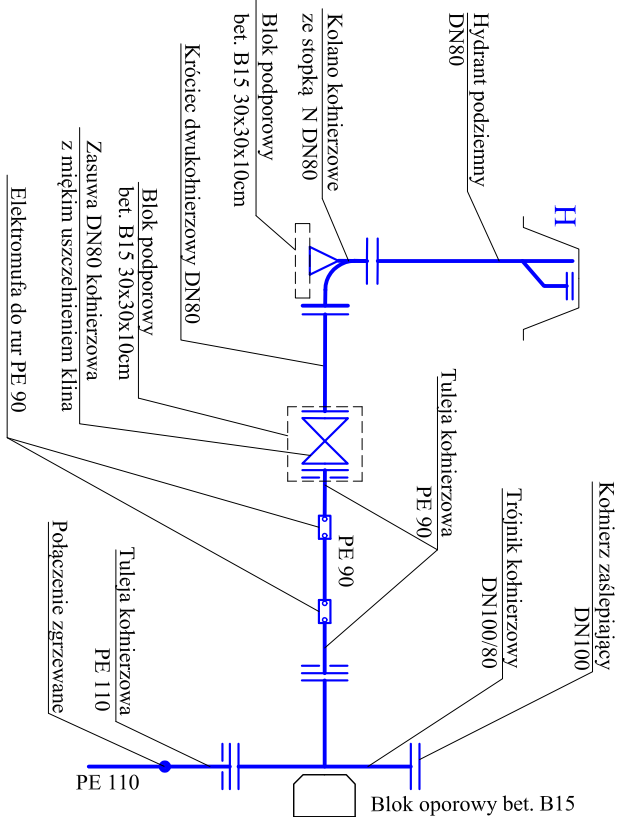 Hydrant podziemny
DN80
Kolano kołnierzowe
ze stopką N DN80
Blok podporowy
bet. B15 30x30x10cm
Króciec dwukołnierzowy DN80
Blok podporowy
bet. B15 30x30x10cm
Zasuwa DN80 kołnierzowa
z miękim uszczelnieniem klina
Elektromufa do rur PE 90
H
Kołnierz zaślepiający
DN100
Trójnik kołnierzowy
DN100/80
Tuleja kołnierzowa
PE 90
PE 90
Tuleja kołnierzowa
PE 110
Połączenie zgrzewane
PE 110
Blok oporowy bet. B15